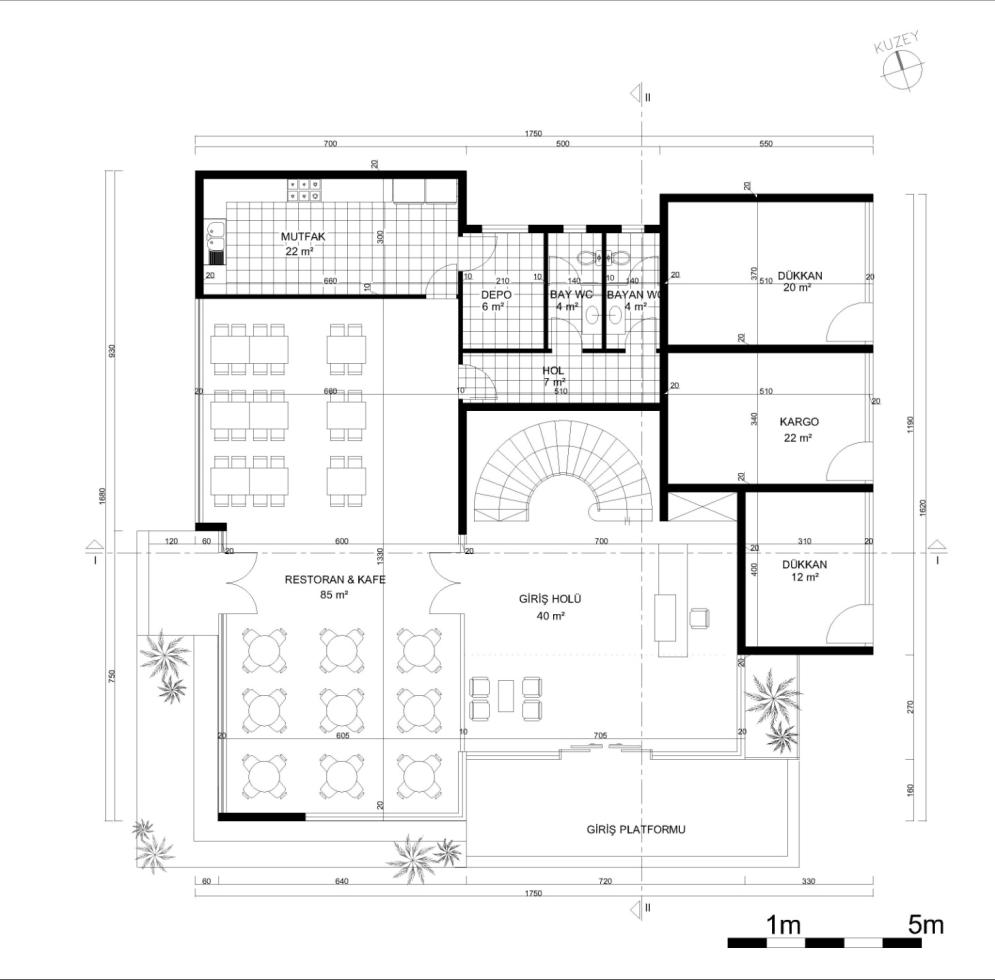 KUZEY
II
1750
700
500
550
20
20
MUTFAK
22 m²
300
20
660
10
10
210
10
140
10
140
DEPO
6 m²
BAY WC
4 m²
BAYAN WC
4 m²
20
370
510
DÜKKAN
20 m²
20
20
930
20
660
10
HOL
7 m²
510
20
510
20
340
KARGO
22 m²
1190
20
1680
1620
120
60
20
600
1330
20
700
20
310
20
I
I
RESTORAN & KAFE
85 m²
GİRİŞ HOLÜ
40 m²
400
DÜKKAN
12 m²
750
20
270
20
605
10
705
20
20
160
GİRİŞ PLATFORMU
60
640
720
330
1750
II
1m
5m